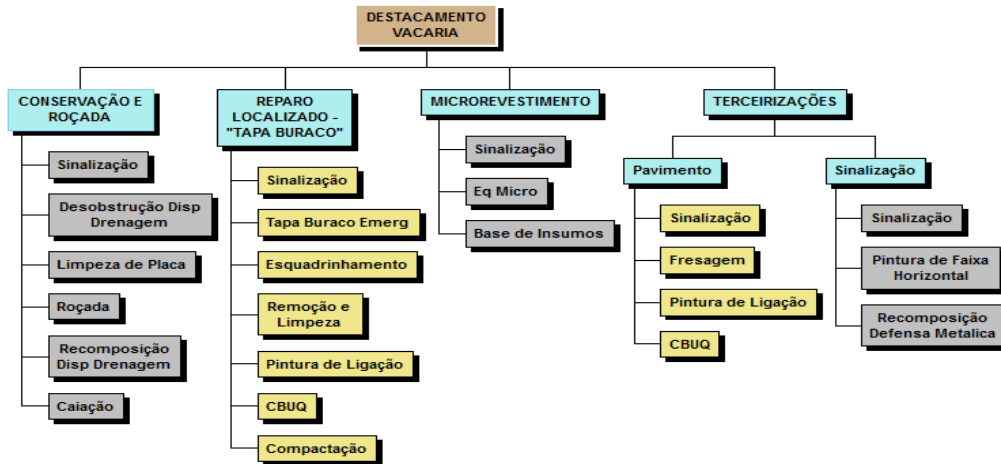 DESTACAMENTO
VACARIA
CONSERVAÇÃO E
ROÇADA
Sinalização
Desobstrução Disp
Drenagem
Limpeza de Placa
Roçada
Recomposição
Disp Drenagem
Caiação
REPARO
LOCALIZADO -
"TAPA BURACO"
Sinalização
Tapa Buraco Emerg
Esquadrinhamento
Remoção e
Limpeza
Pintura de Ligação
CBUQ
Compactação
MICROREVESTIMENTO
Sinalização
Eq Micro
Base de Insumos
TERCEIRIZAÇÕES
Pavimento
Sinalização
Fresagem
Pintura de Ligação
CBUQ
Sinalização
Sinalização
Pintura de Faixa
Horizontal
Recomposição
Defensa Metalica